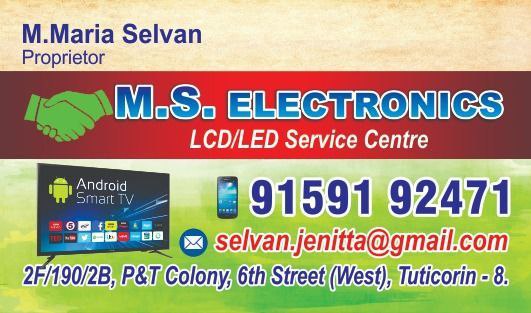 M.Maria Selvan
Proprietor
M.S. ELECTRONICS
LCD/LED Service Centre
Android
Smart TV
91591 92471
selvan.jenitta@gmail.com
2F/190/2B, P&T Colony, 6th Street (West), Tuticorin - 8.